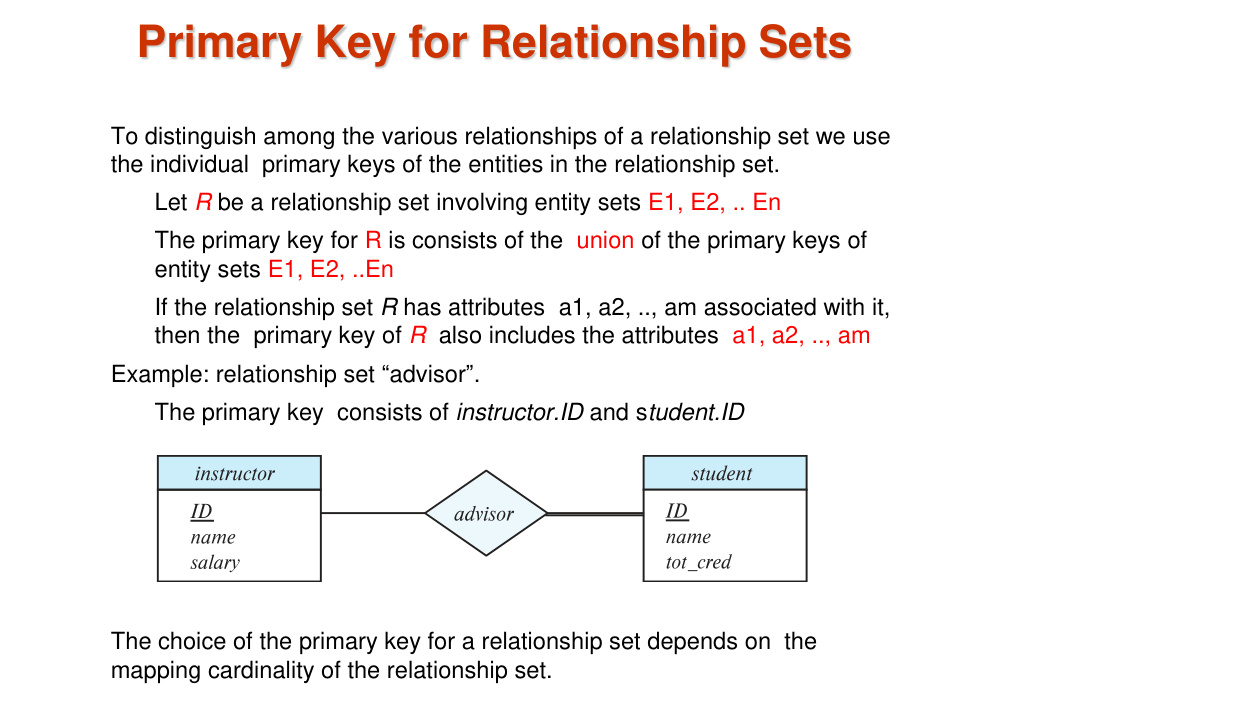 Primary Key for Relationship Sets
To distinguish among the various relationships of a relationship set we use
the individual  primary keys of the entities in the relationship set.
Let R be a relationship set involving entity sets E1, E2, .. En
The primary key for R is consists of the  union of the primary keys of
entity sets E1, E2, ..En
If the relationship set R has attributes  a1, a2, .., am associated with it,
then the  primary key of R  also includes the attributes  a1, a2, .., am
Example: relationship set “advisor”.
The primary key  consists of instructor.ID and student.ID
instructor
ID
name
salary
advisor
student
ID
name
tot_cred
The choice of the primary key for a relationship set depends on  the
mapping cardinality of the relationship set.